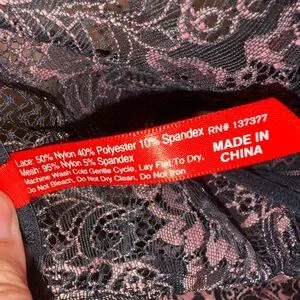 Lace: 50% Nylon 40% Polyester 10% Spandex RN# 137377
Mesh: 95% Nylon 5% Spandex
Machine Wash Cold Gentle Cycle, Lay Flat To Dry,
Do Not Bleach, Do Not Dry Clean, Do Not Iron
MADE IN
CHINA